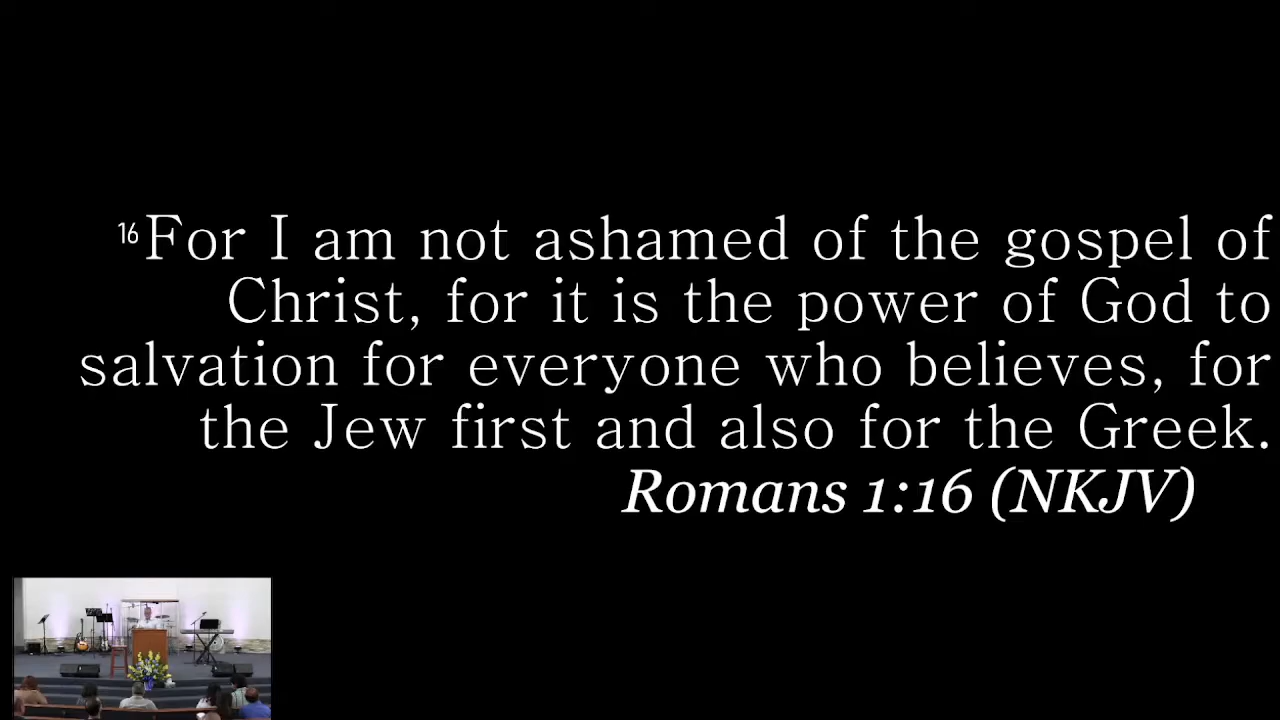 16For I am not ashamed of the gospel of
Christ, for it is the power of God to
salvation for everyone who believes, for
the Jew first and also for the Greek.
Romans 1:16 (NKJV)